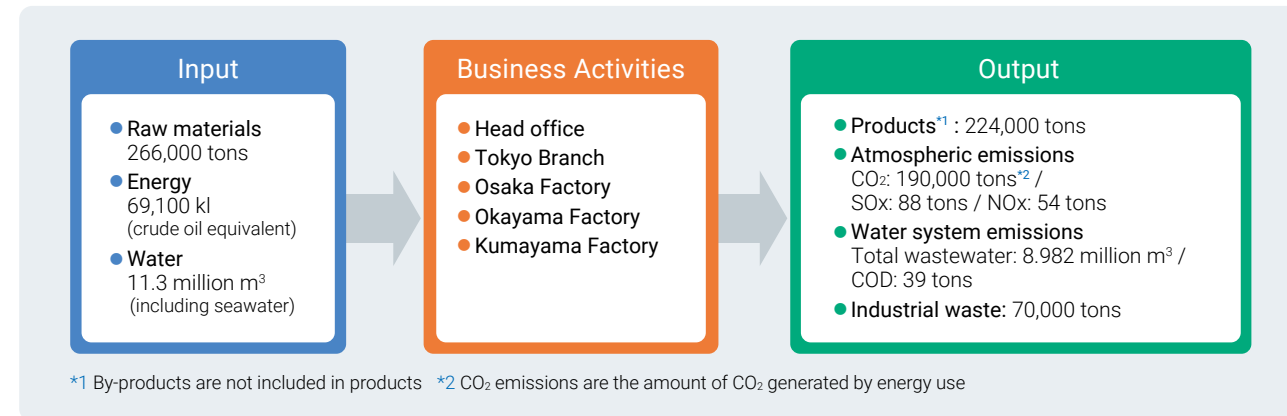 Input
● Raw materials
266,000 tons
● Energy
69,100 kl
(crude oil equivalent)
● Water
11.3 million m³
(including seawater)
Business Activities
● Head office
● Tokyo Branch
● Osaka Factory
● Okayama Factory
● Kumayama Factory
Output
● Products*1 : 224,000 tons
● Atmospheric emissions
CO₂: 190,000 tons*2 /
SOx: 88 tons / NOx: 54 tons
● Water system emissions
Total wastewater: 8.982 million m³ /
COD: 39 tons
● Industrial waste: 70,000 tons
*1 By-products are not included in products *2 CO₂ emissions are the amount of CO₂ generated by energy use